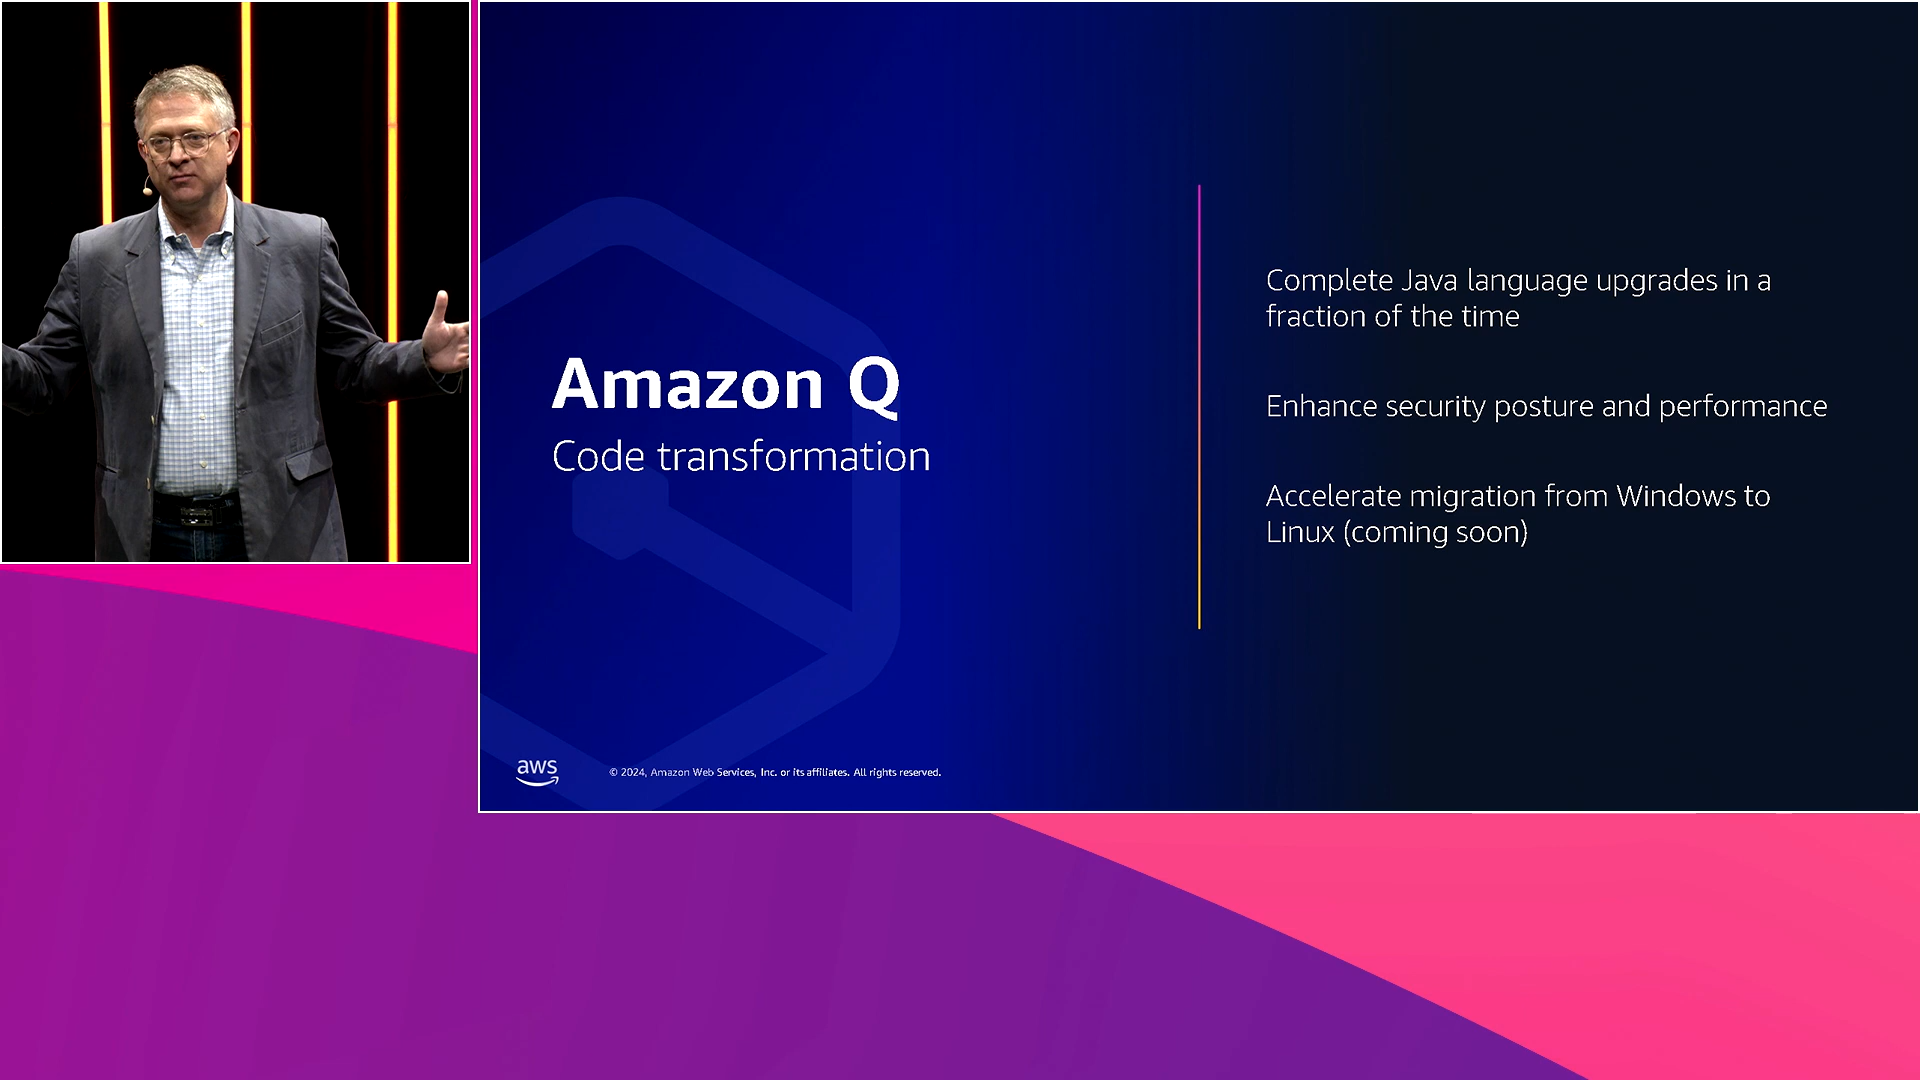 Amazon Q
Code transformation
Complete Java language upgrades in a
fraction of the time
Enhance security posture and performance
Accelerate migration from Windows to
Linux (coming soon)
aws
© 2024, Amazon Web Services, Inc. or its affiliates. All rights reserved.